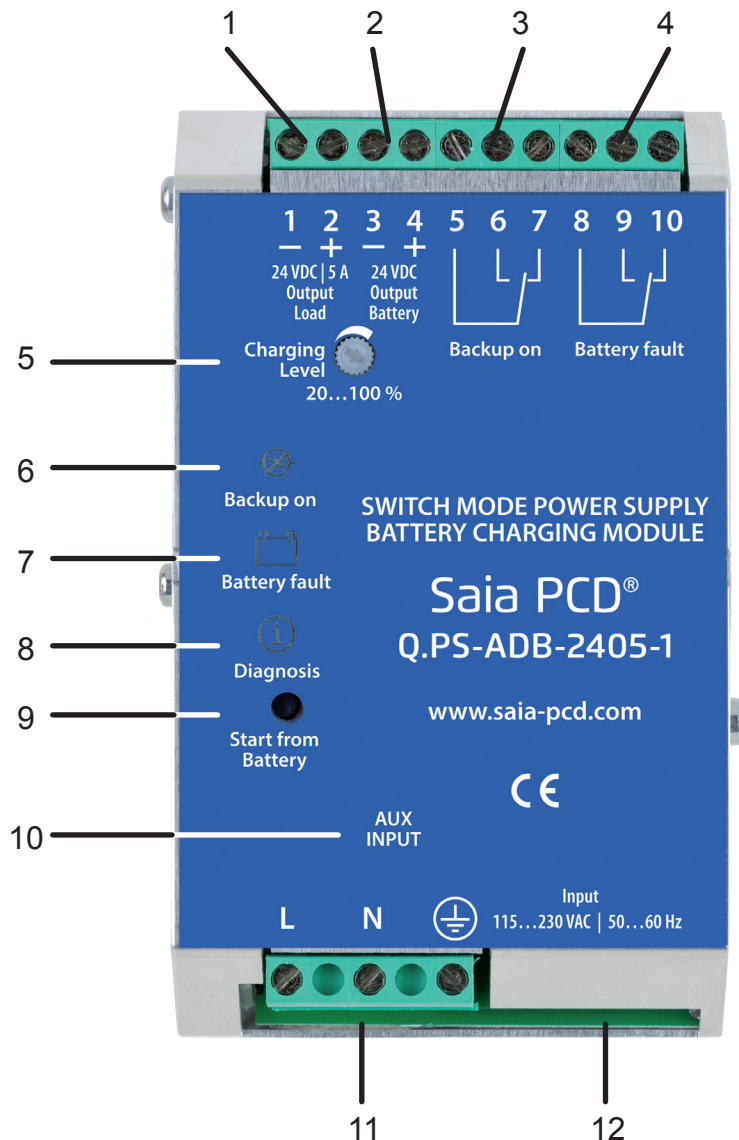 1 2 3 4
1 2 3 4 5 6 7 8 9 10
− + − +
24 VDC | 5 A
Output
Load
24 VDC
Output
Battery
Backup on
Battery fault
5
Charging
Level
20...100 %
6
Backup on
SWITCH MODE POWER SUPPLY
BATTERY CHARGING MODULE
7
Battery fault
Saia PCD®
Q.PS-ADB-2405-1
8
i
Diagnosis
www.saia-pcd.com
9
Start from
Battery
CE
10
AUX
INPUT
L N
Input
115...230 VAC | 50...60 Hz
11 12